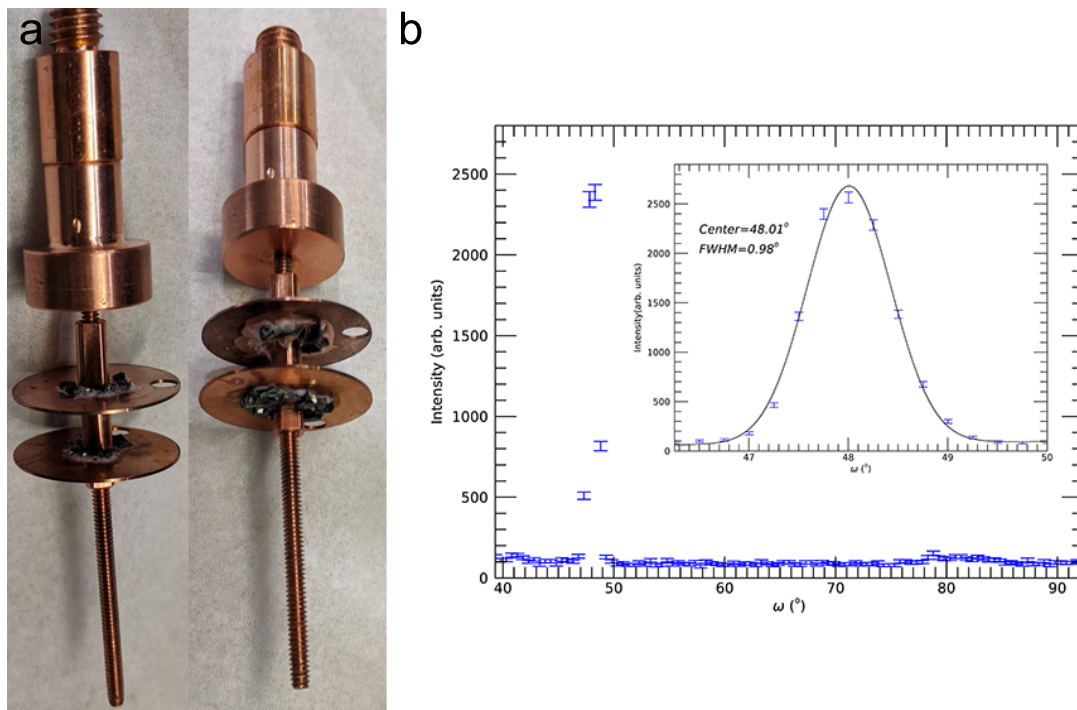 a
b
2500
2000
1500
1000
500
0
Intensity (arb. units)
40
50
60
70
80
90
ω (°)
Center=48.01°
FWHM=0.98°
2500
2000
1500
1000
500
0
Intensity(arb. units)
47
48
49
50
ω (°)